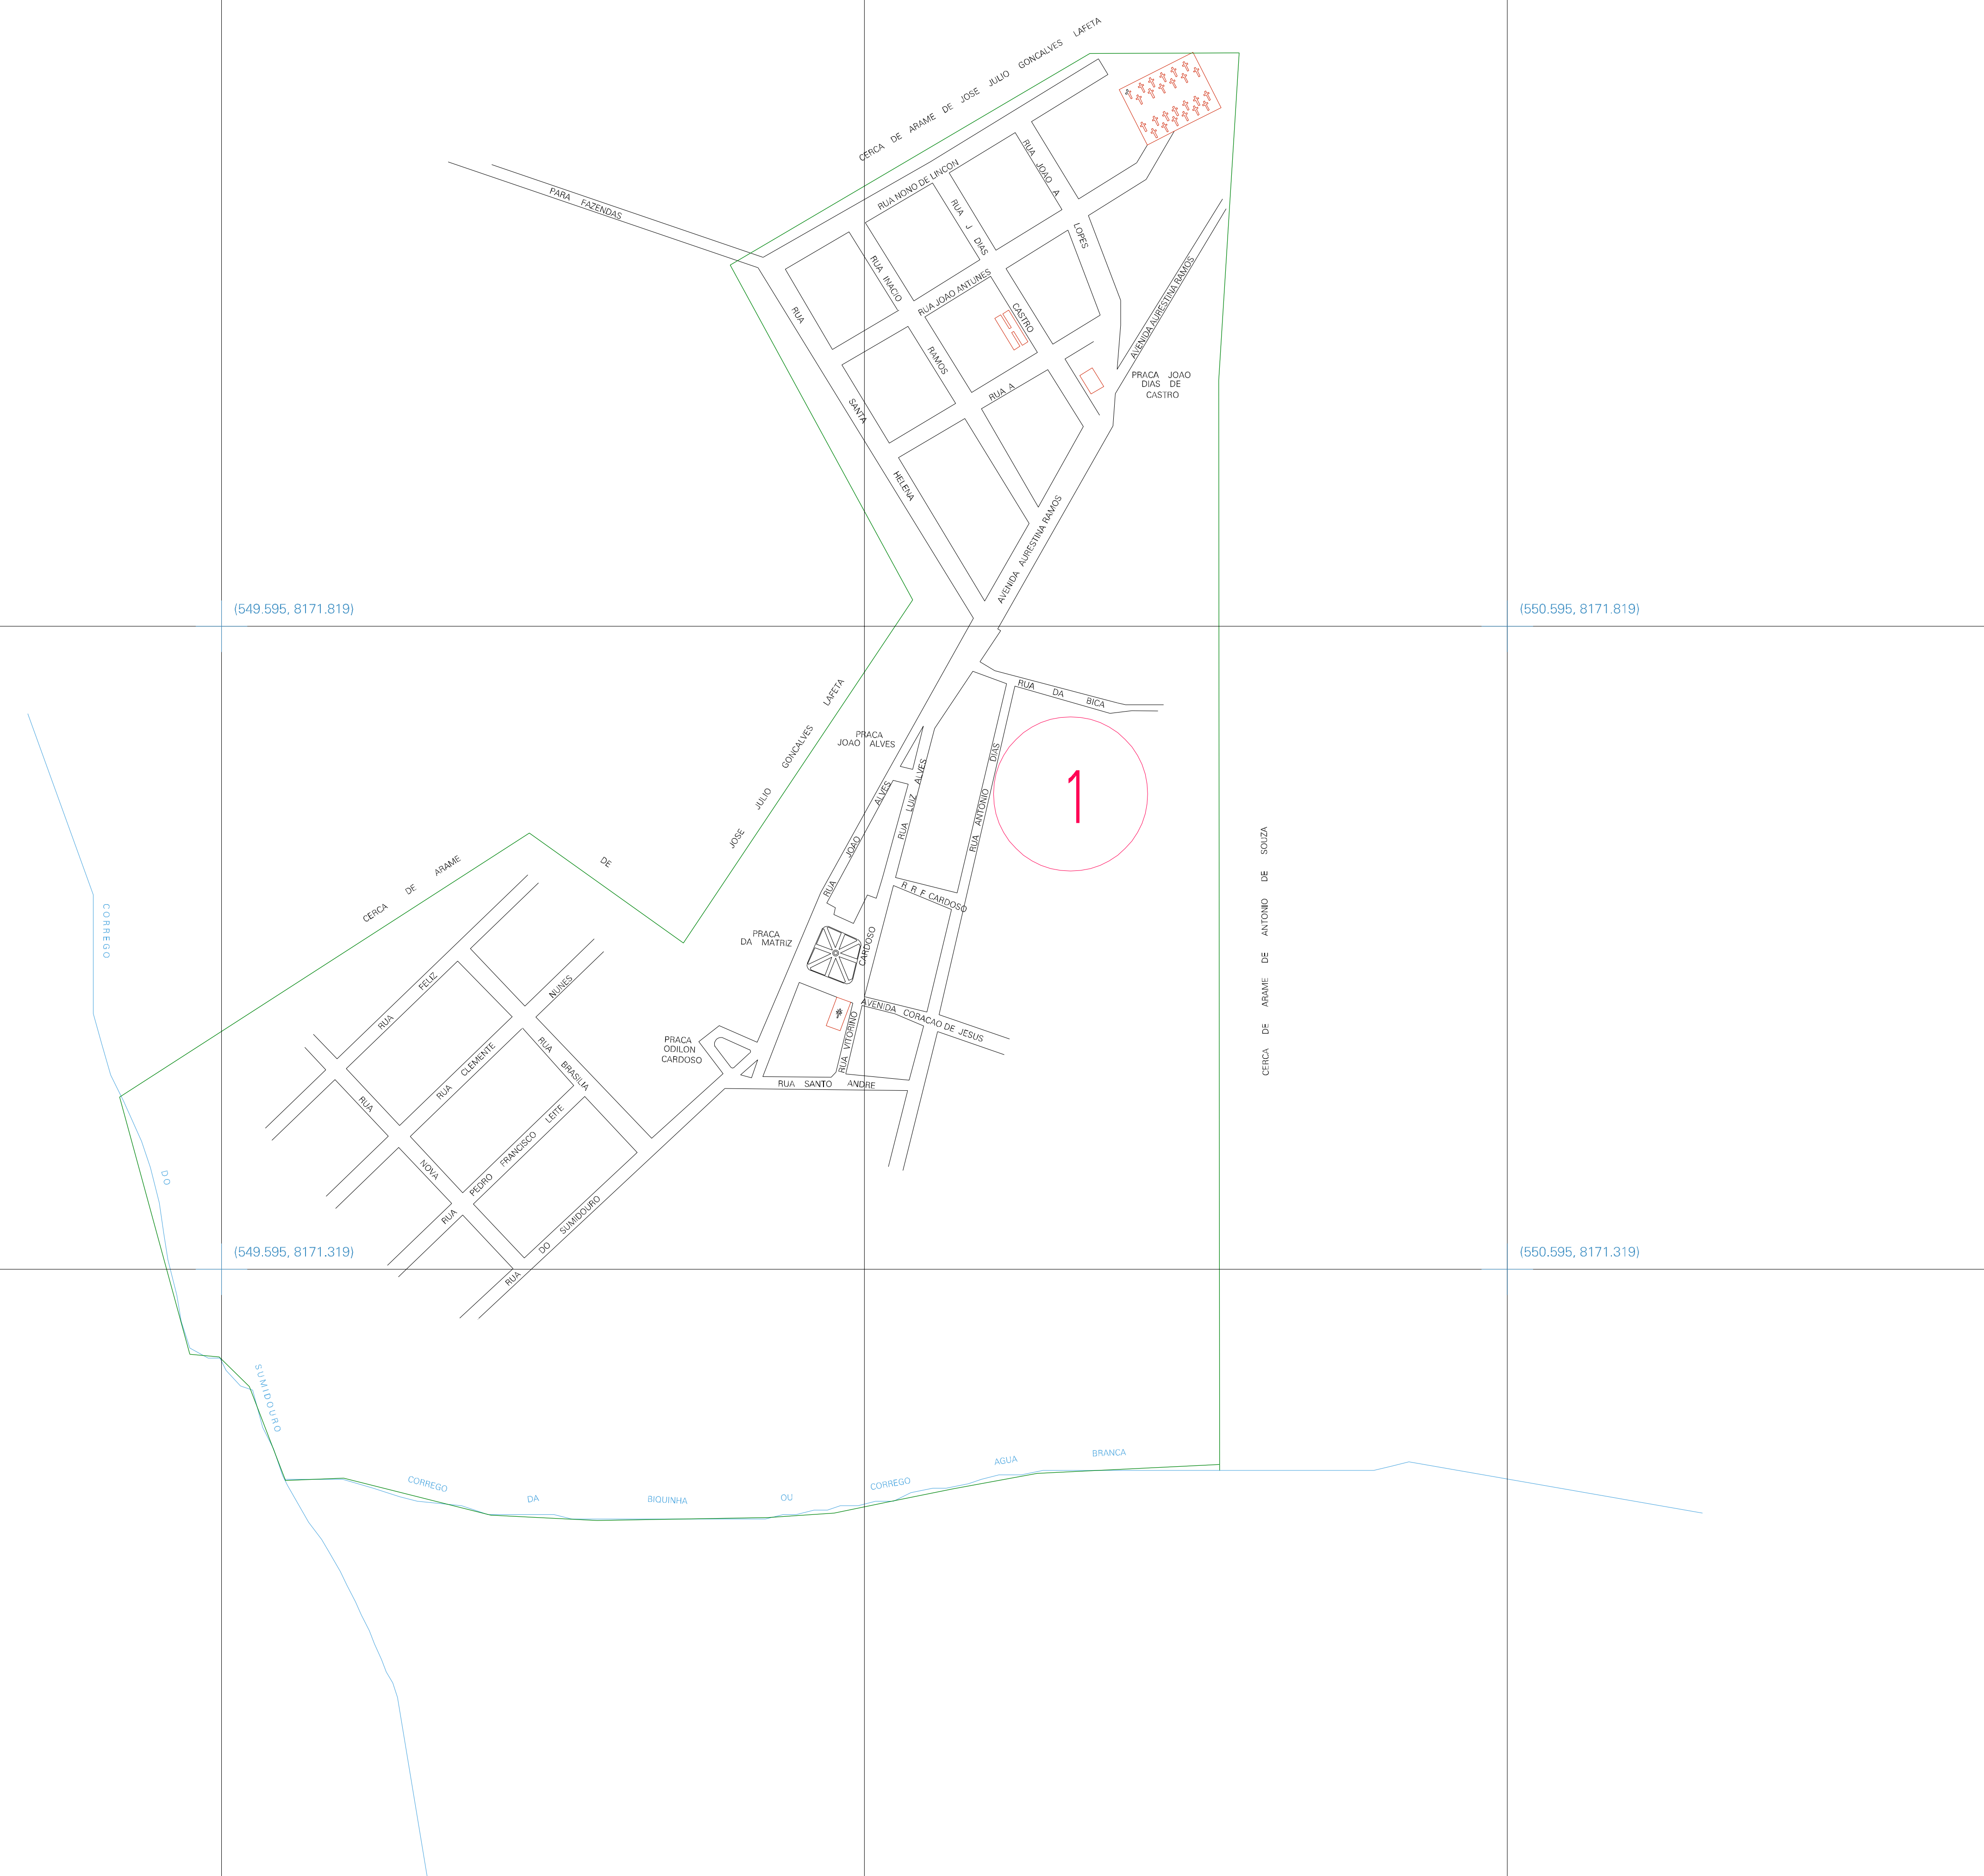 CERCA DE ARAME DE JOSE JULIO GONCALVES LAFETA
PARA FAZENDAS
RUA NONO DE LINCON
RUA JOAO A LOPES
RUA J DIAS CASTRO
RUA INACIO RAMOS
RUA JOAO ANTUNES
RUA A
RUA SANTA HELENA
AVENIDA AURESTINA RAMOS
PRACA JOAO
DIAS DE
CASTRO
AVENIDA AURESTINA RAMOS
(549.595, 8171.819)
(550.595, 8171.819)
RUA DA BICA
PRACA
JOAO ALVES
RUA JOAO ALVES
RUA LUIZ ALVES
RUA ANTONIO DIAS
1
CERCA DE ARAME DE JOSE JULIO GONCALVES LAFETA
CERCA DE ARAME DE ANTONIO DE SOUZA
R R F CARDOSO
PRACA
DA MATRIZ
RUA VITORINO CARDOSO
AVENIDA CORACAO DE JESUS
PRACA
ODILON
CARDOSO
RUA SANTO ANDRE
RUA FELIZ
RUA CLEMENTE NUNES
RUA BRASILIA
RUA PEDRO FRANCISCO LEITE
RUA NOVA
RUA DO SUMIDOURO
(549.595, 8171.319)
(550.595, 8171.319)
CORREGO DO SUMIDOURO
CORREGO DA BIQUINHA OU CORREGO AGUA BRANCA